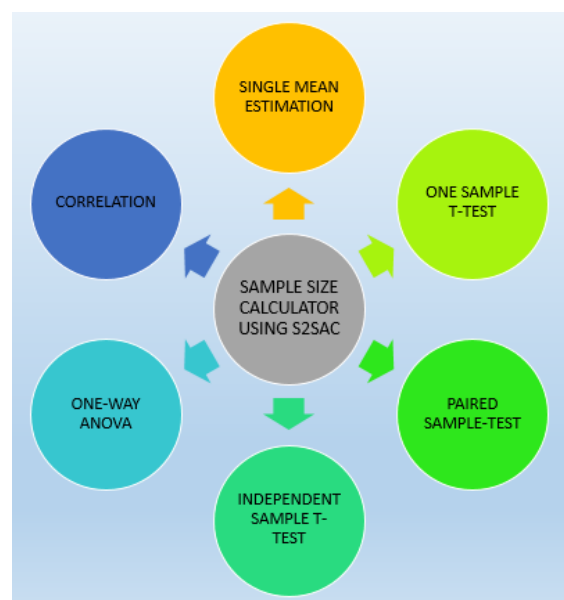 SINGLE MEAN
ESTIMATION
ONE SAMPLE
T-TEST
PAIRED
SAMPLE-TEST
INDEPENDENT
SAMPLE T-
TEST
ONE-WAY
ANOVA
CORRELATION
SAMPLE SIZE
CALCULATOR
USING S2SAC